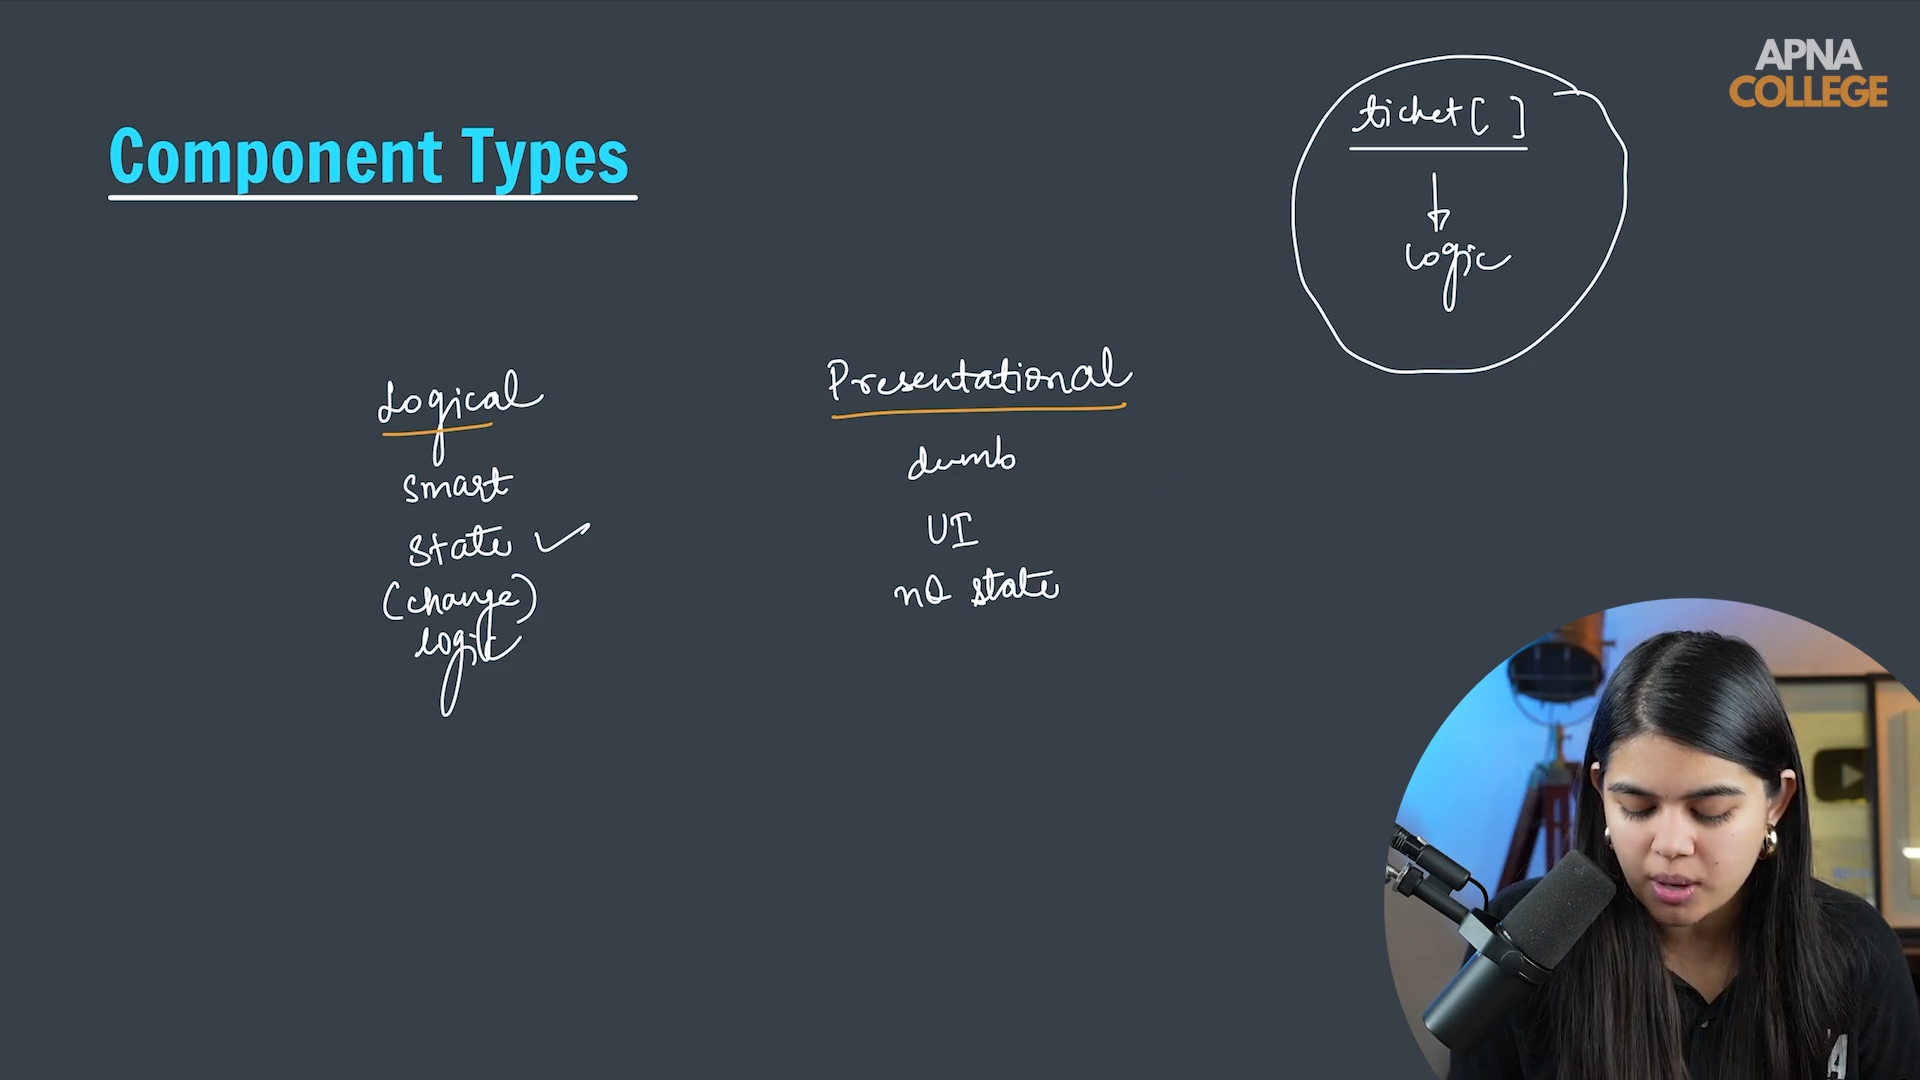 APNA
COLLEGE
Component Types
ticket[ ]
logic
Logical
smart
state
(change)
logic
Presentational
dumb
UI
no state